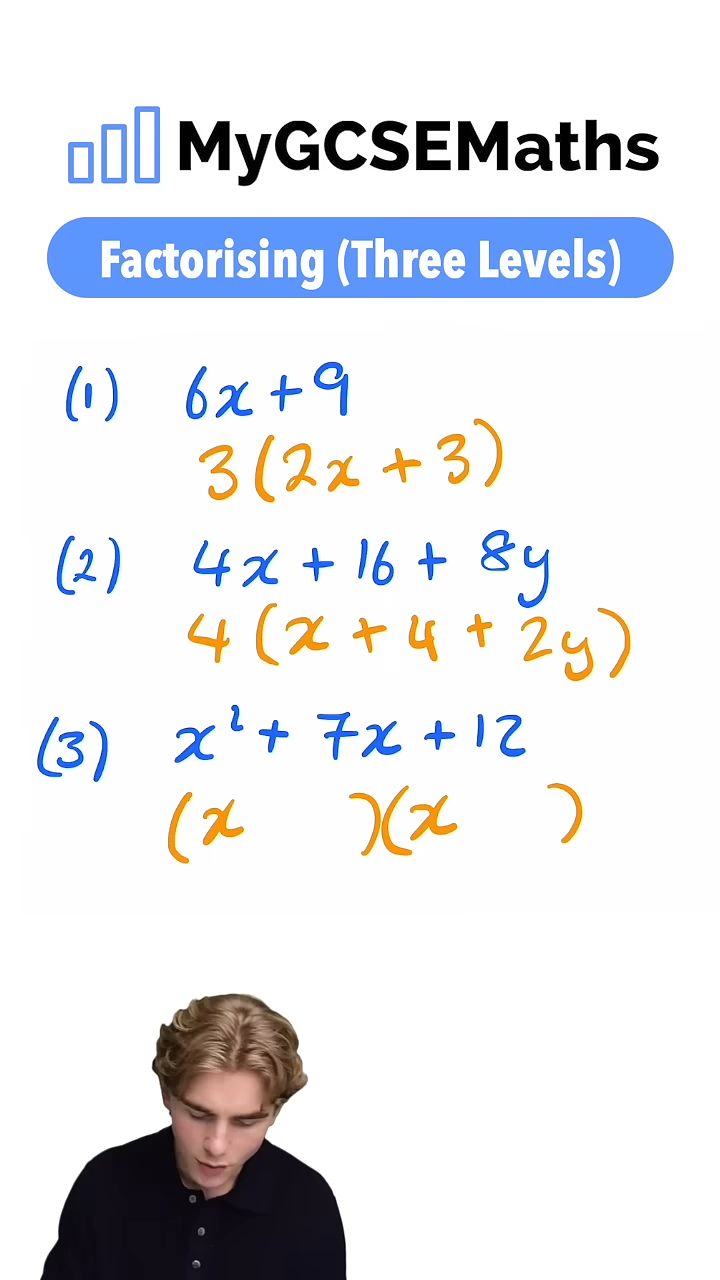 MyGCSEMaths
Factorising (Three Levels)
(1) 6x + 9
3(2x + 3)
(2) 4x + 16 + 8y
4(x + 4 + 2y)
(3) x² + 7x + 12
(x )(x )